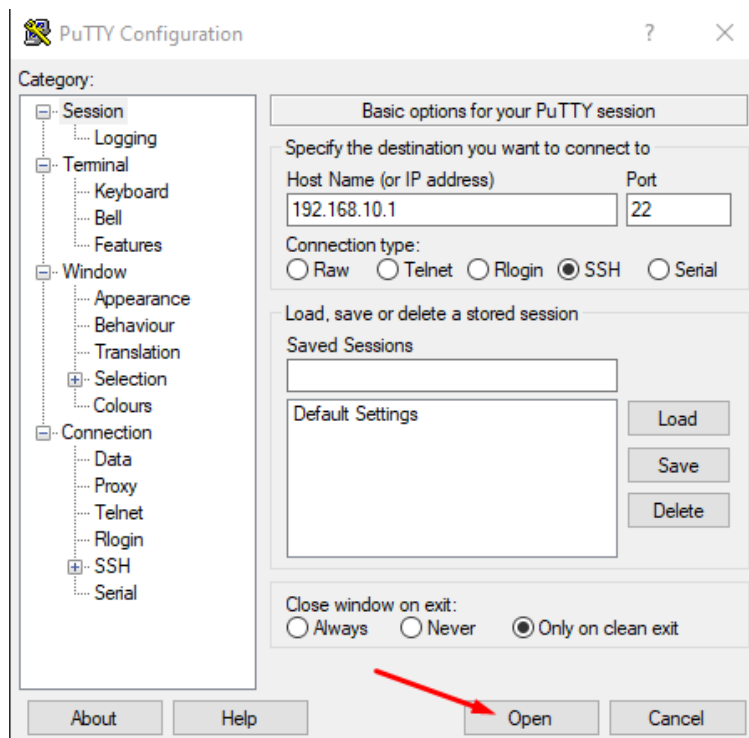 PuTTY Configuration
?
Category:
Session
Logging
Terminal
Keyboard
Bell
Features
Window
Appearance
Behaviour
Translation
Selection
Colours
Connection
Data
Proxy
Telnet
Rlogin
SSH
Serial
Basic options for your PuTTY session
Specify the destination you want to connect to
Host Name (or IP address) Port
192.168.10.1 22
Connection type:
Raw Telnet Rlogin SSH Serial
Load, save or delete a stored session
Saved Sessions
Default Settings
Load
Save
Delete
Close window on exit:
Always Never Only on clean exit
About Help Open Cancel